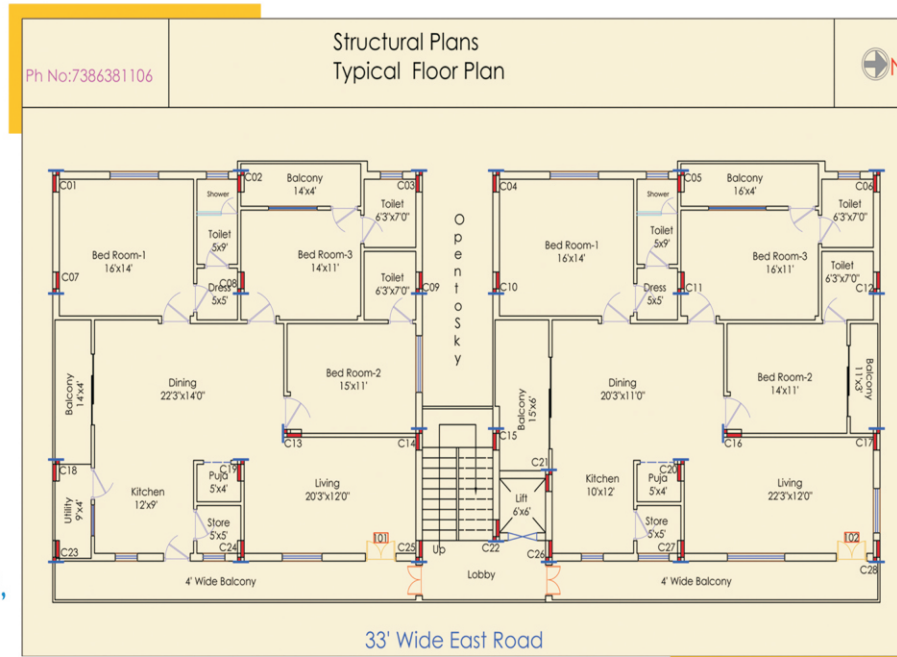 Structural Plans
Typical Floor Plan
Ph No:7386381106
N
C01
C02
C03
C04
C05
C06
Shower
Balcony
14'x4'
Toilet
6'3"x7'0"
Toilet
5x9'
Bed Room-1
16'x14'
Bed Room-3
14'x11'
Toilet
6'3"x7'0"
Dress
5x5'
C07
C08
C09
Open to Sky
Shower
Balcony
16'x4'
Toilet
6'3"x7'0"
Toilet
5x9'
Bed Room-1
16'x14'
Bed Room-3
16'x11'
Toilet
6'3"x7'0"
Dress
5x5'
C10
C11
C12
Balcony
14'x4'
Dining
22'3"x14'0"
Bed Room-2
15'x11'
C13
C14
Balcony
15'x6'
Dining
20'3"x11'0"
Bed Room-2
14'x11'
Balcony
11'x3'
C15
C16
C17
C18
Utility
9'x4'
Kitchen
12'x9'
C19
Puja
5'x4'
Store
5'x5'
Living
20'3"x12'0"
101
C23
C24
C25
Up
C21
Lift
6'x6'
C22
C26
Lobby
Kitchen
10'x12'
C20
Puja
5'x4'
Store
5'x5'
Living
22'3"x12'0"
102
C27
C28
4' Wide Balcony
4' Wide Balcony
33' Wide East Road
,